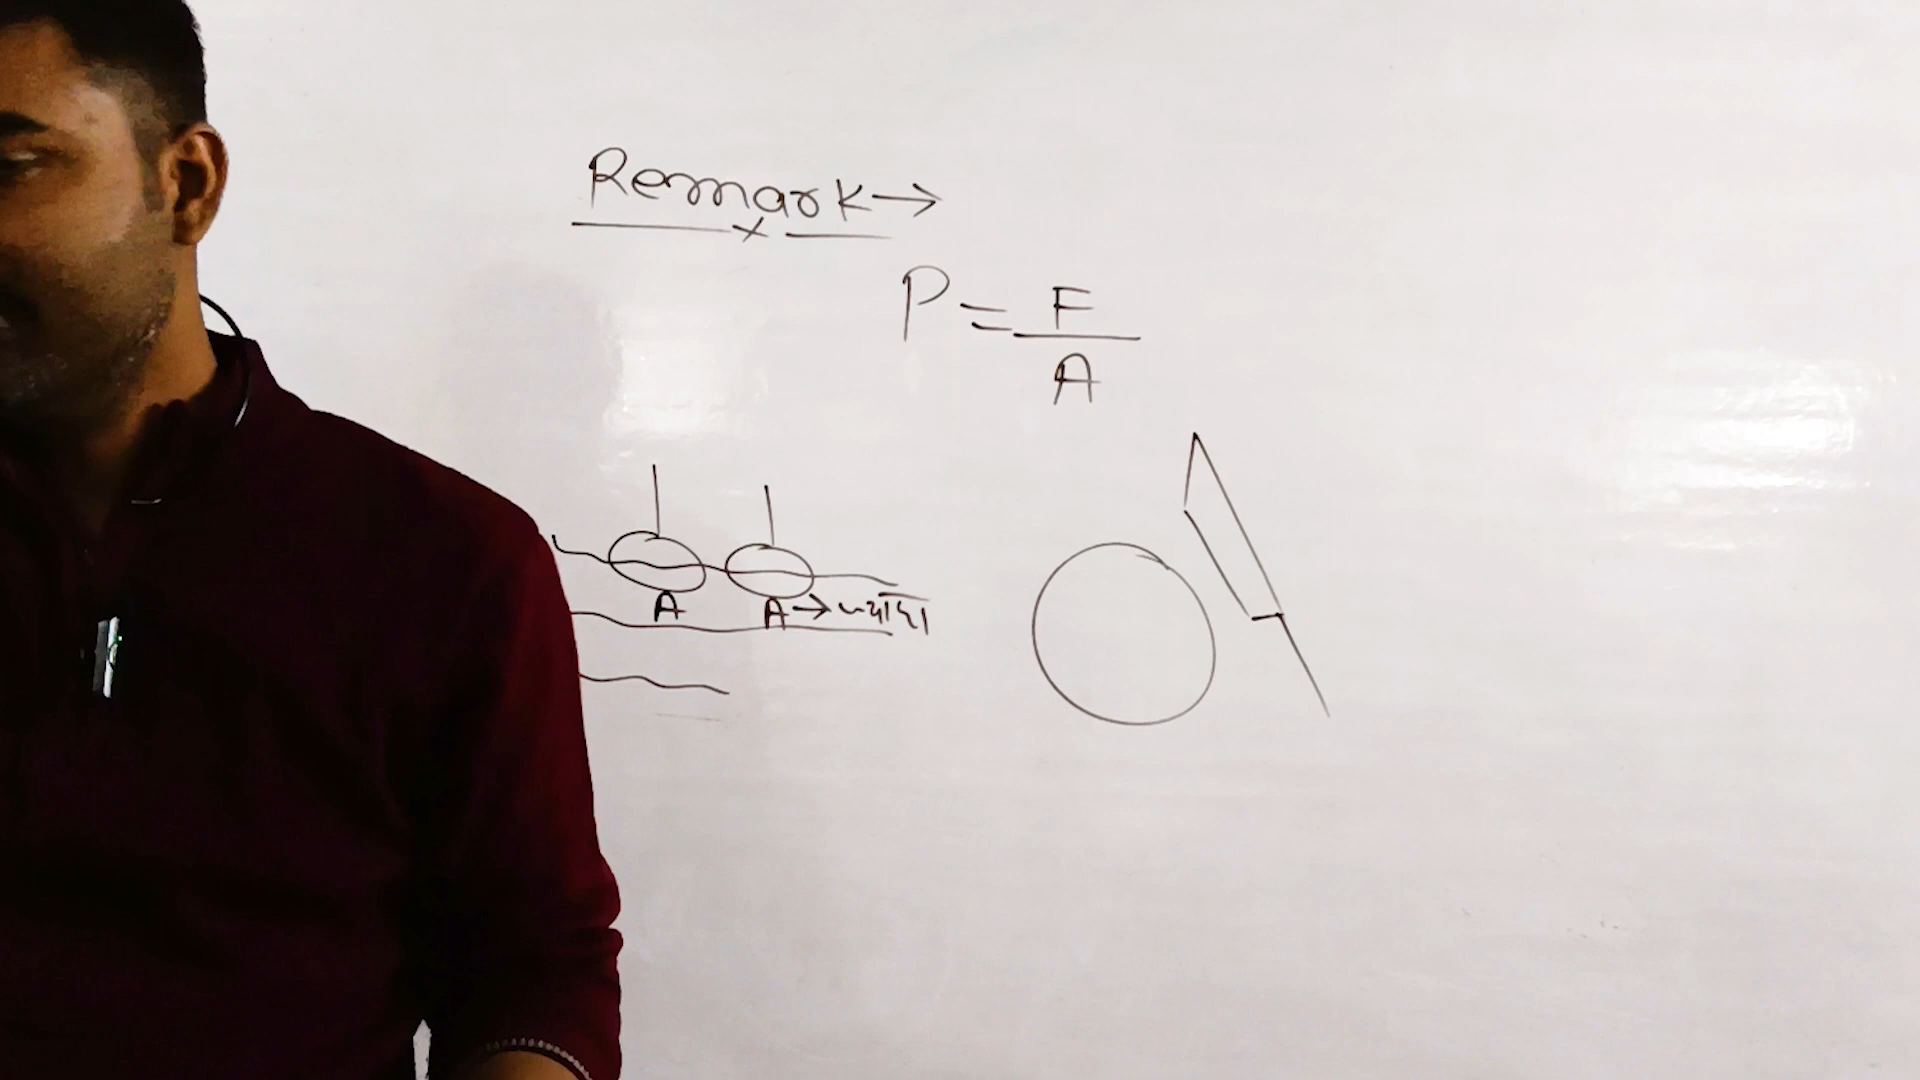 Remark →
P = F/A
A A → ज्यादा